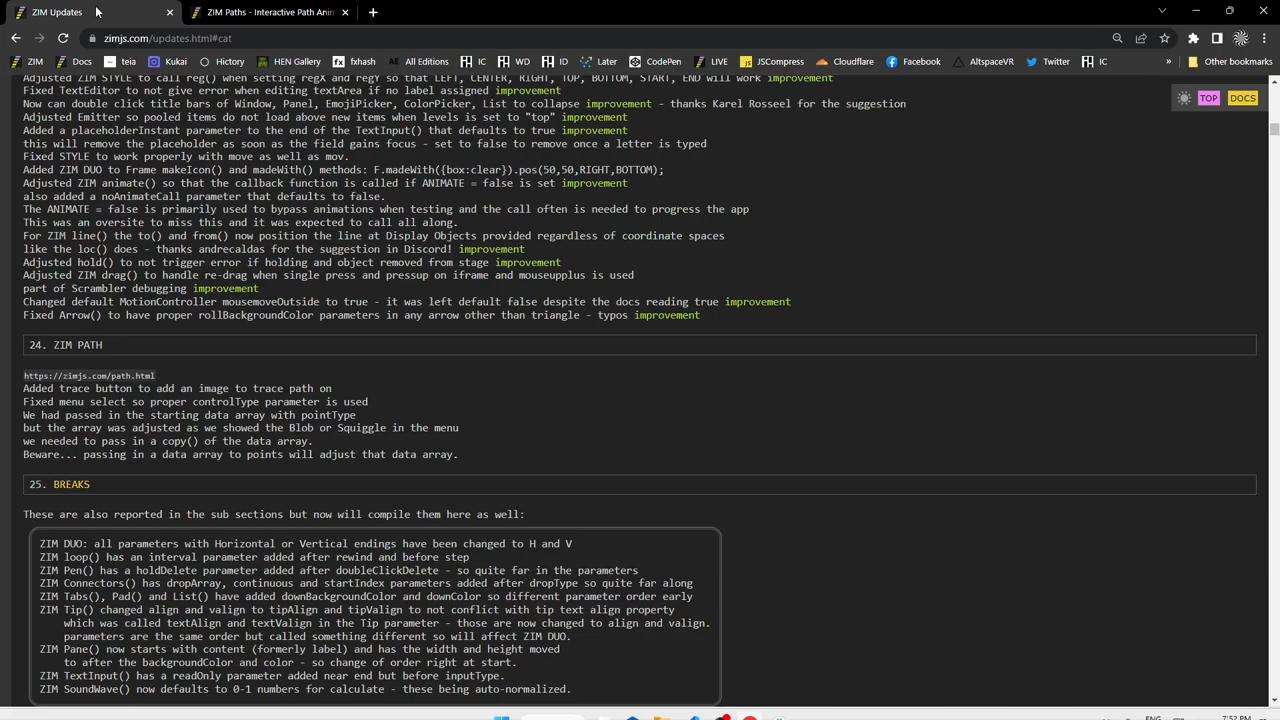 ZIM Updates
ZIM Paths - Interactive Path Anim
zimjs.com/updates.html#cat
ZIM
Docs
teia
Kukai
History
HEN Gallery
fxhash
All Editions
IC
WD
ID
Later
CodePen
LIVE
JSCompress
Cloudflare
Facebook
AltspaceVR
Twitter
IC
»
Other bookmarks
Adjusted ZIM STYLE to call reg() when setting regX and regY so that LEFT, CENTER, RIGHT, TOP, BOTTOM, START, END will work improvement
Fixed TextEditor to not give error when editing textArea if no label assigned improvement
TOP
DOCS
Now can double click title bars of Window, Panel, EmojiPicker, ColorPicker, List to collapse improvement - thanks Karel Rosseel for the suggestion
Adjusted Emitter so pooled items do not load above new items when levels is set to "top" improvement
Added a placeholderInstant parameter to the end of the TextInput() that defaults to true improvement
this will remove the placeholder as soon as the field gains focus - set to false to remove once a letter is typed
Fixed STYLE to work properly with move as well as mov.
Added ZIM DUO to Frame makeIcon() and madeWith() methods: F.madeWith({box:clear}).pos(50,50,RIGHT,BOTTOM);
Adjusted ZIM animate() so that the callback function is called if ANIMATE = false is set improvement
also added a noAnimateCall parameter that defaults to false.
The ANIMATE = false is primarily used to bypass animations when testing and the call often is needed to progress the app
This was an oversite to miss this and it was expected to call all along.
For ZIM line() the to() and from() now position the line at Display Objects provided regardless of coordinate spaces
like the loc() does - thanks andrecaldas for the suggestion in Discord! improvement
Adjusted hold() to not trigger error if holding and object removed from stage improvement
Adjusted ZIM drag() to handle re-drag when single press and pressup on iframe and mouseupplus is used
part of Scrambler debugging improvement
Changed default MotionController mousemoveOutside to true - it was left default false despite the docs reading true improvement
Fixed Arrow() to have proper rollBackgroundColor parameters in any arrow other than triangle - typos improvement
24. ZIM PATH
https://zimjs.com/path.html
Added trace button to add an image to trace path on
Fixed menu select so proper controlType parameter is used
We had passed in the starting data array with pointType
but the array was adjusted as we showed the Blob or Squiggle in the menu
we needed to pass in a copy() of the data array.
Beware... passing in a data array to points will adjust that data array.
25. BREAKS
These are also reported in the sub sections but now will compile them here as well:
ZIM DUO: all parameters with Horizontal or Vertical endings have been changed to H and V
ZIM loop() has an interval parameter added after rewind and before step
ZIM Pen() has a holdDelete parameter added after doubleClickDelete - so quite far in the parameters
ZIM Connectors() has dropArray, continuous and startIndex parameters added after dropType so quite far along
ZIM Tabs(), Pad() and List() have added downBackgroundColor and downColor so different parameter order early
ZIM Tip() changed align and valign to tipAlign and tipValign to not conflict with tip text align property
which was called textAlign and textValign in the Tip parameter - those are now changed to align and valign.
parameters are the same order but called something different so will affect ZIM DUO.
ZIM Pane() now starts with content (formerly label) and has the width and height moved
to after the backgroundColor and color - so change of order right at start.
ZIM TextInput() has a readOnly parameter added near end but before inputType.
ZIM SoundWave() now defaults to 0-1 numbers for calculate - these being auto-normalized.
ENG
7:52 PM